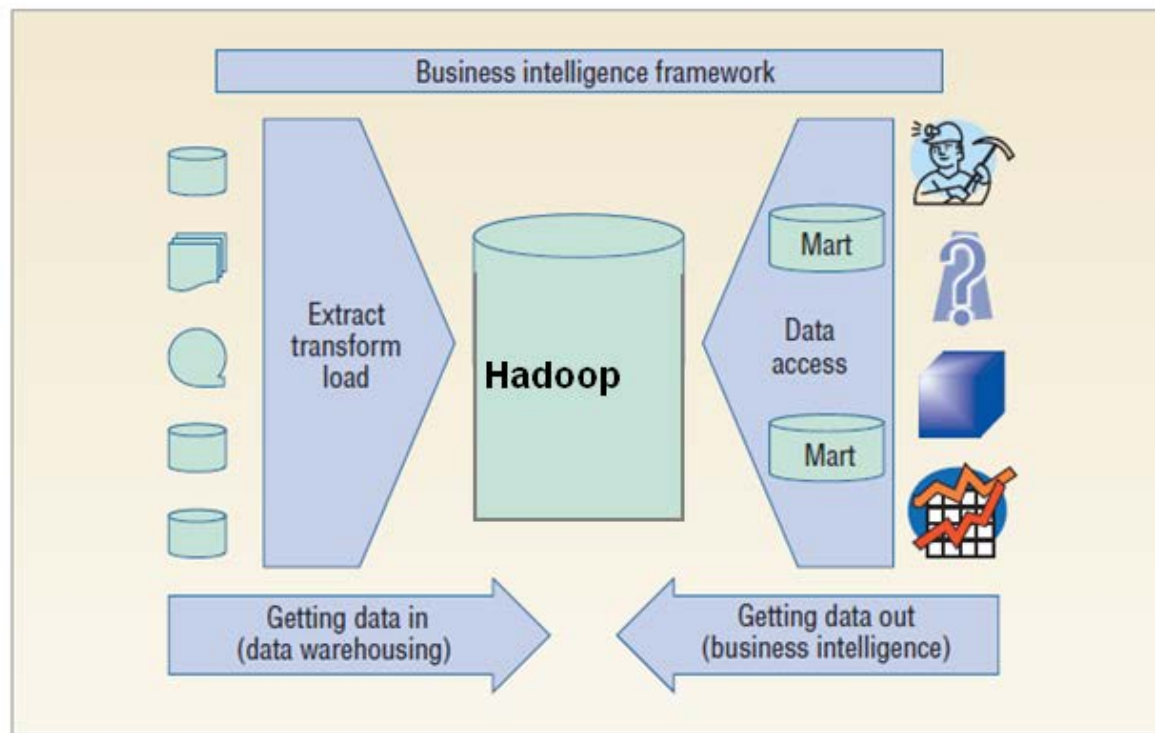 Business intelligence framework
Extract
transform
load
Hadoop
Mart
Data
access
Mart
Getting data in
(data warehousing)
Getting data out
(business intelligence)